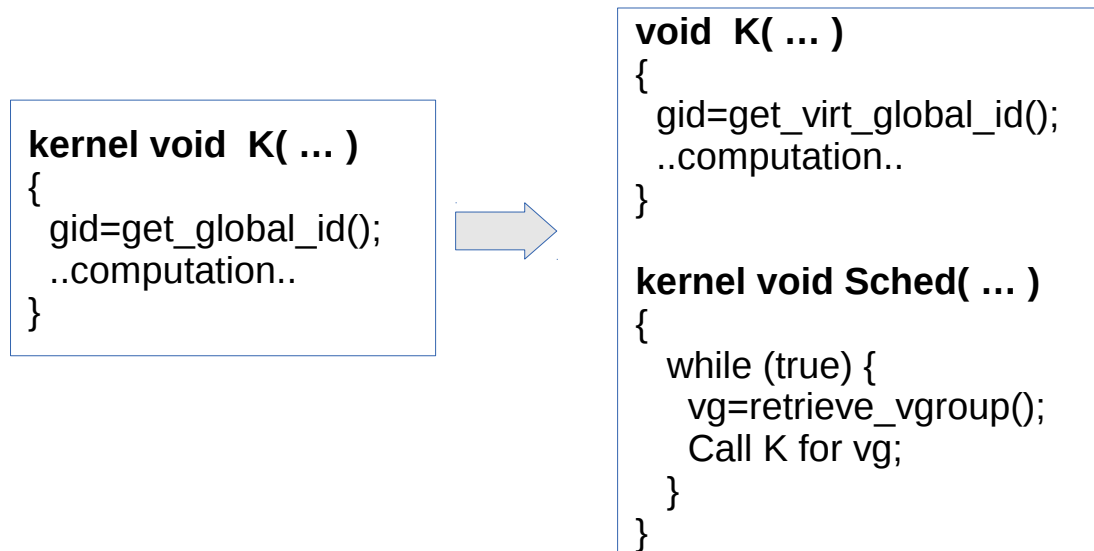 kernel void K( … )
{
gid=get_global_id();
..computation..
}
void K( … )
{
gid=get_virt_global_id();
..computation..
}
kernel void Sched( … )
{
while (true) {
vg=retrieve_vgroup();
Call K for vg;
}
}